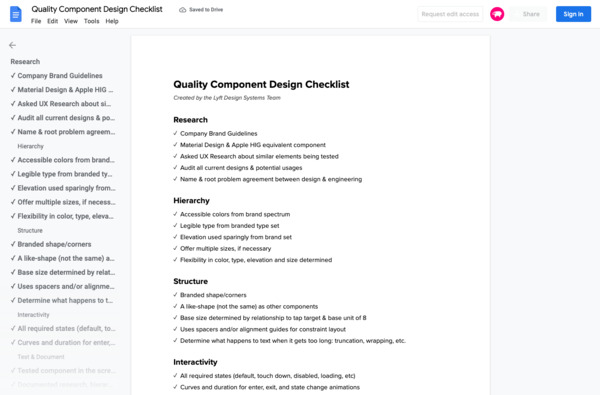 Quality Component Design Checklist
Saved to Drive
File Edit View Tools Help
Request edit access
Share
Sign in
Research
✓ Company Brand Guidelines
✓ Material Design & Apple HIG ...
✓ Asked UX Research about si...
✓ Audit all current designs & po...
✓ Name & root problem agreem...
Hierarchy
✓ Accessible colors from brand...
✓ Legible type from branded ty...
✓ Elevation used sparingly from...
✓ Offer multiple sizes, if necess...
✓ Flexibility in color, type, eleva...
Structure
✓ Branded shape/corners
✓ A like-shape (not the same) a...
✓ Base size determined by relat...
✓ Uses spacers and/or alignme...
✓ Determine what happens to t...
Interactivity
✓ All required states (default, to...
✓ Curves and duration for enter,...
Text & Document
✓ Tested component in the scre...
Quality Component Design Checklist
Created by the Lyft Design Systems Team
Research
✓ Company Brand Guidelines
✓ Material Design & Apple HIG equivalent component
✓ Asked UX Research about similar elements being tested
✓ Audit all current designs & potential usages
✓ Name & root problem agreement between design & engineering
Hierarchy
✓ Accessible colors from brand spectrum
✓ Legible type from branded type set
✓ Elevation used sparingly from brand set
✓ Offer multiple sizes, if necessary
✓ Flexibility in color, type, elevation and size determined
Structure
✓ Branded shape/corners
✓ A like-shape (not the same) as other components
✓ Base size determined by relationship to tap target & base unit of 8
✓ Uses spacers and/or alignment guides for constraint layout
✓ Determine what happens to text when it gets too long: truncation, wrapping, etc.
Interactivity
✓ All required states (default, touch down, disabled, loading, etc)
✓ Curves and duration for enter, exit, and state change animations